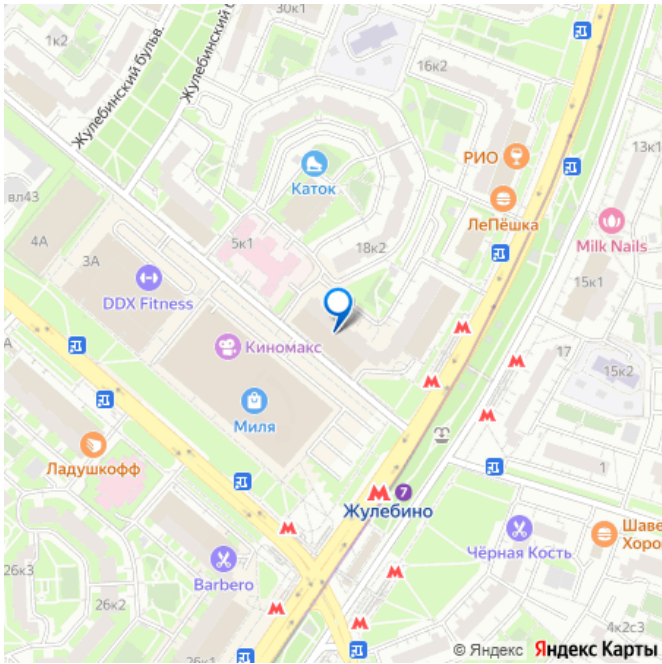 30к1
1к2
Жулебинский бульв.
16к2
РИО
13к1
Каток
вл43
ЛеПёшка
4А
5к1
18к2
Milk Nails
3А
15к1
DDX Fitness
Киномакс
17
15к2
Миля
Ладушкофф
1
7
Жулебино
Чёрная Кость
Шаве
Хоро
Barbero
26к3
26к2
4к2с3
26к1
© Яндекс Яндекс Карты